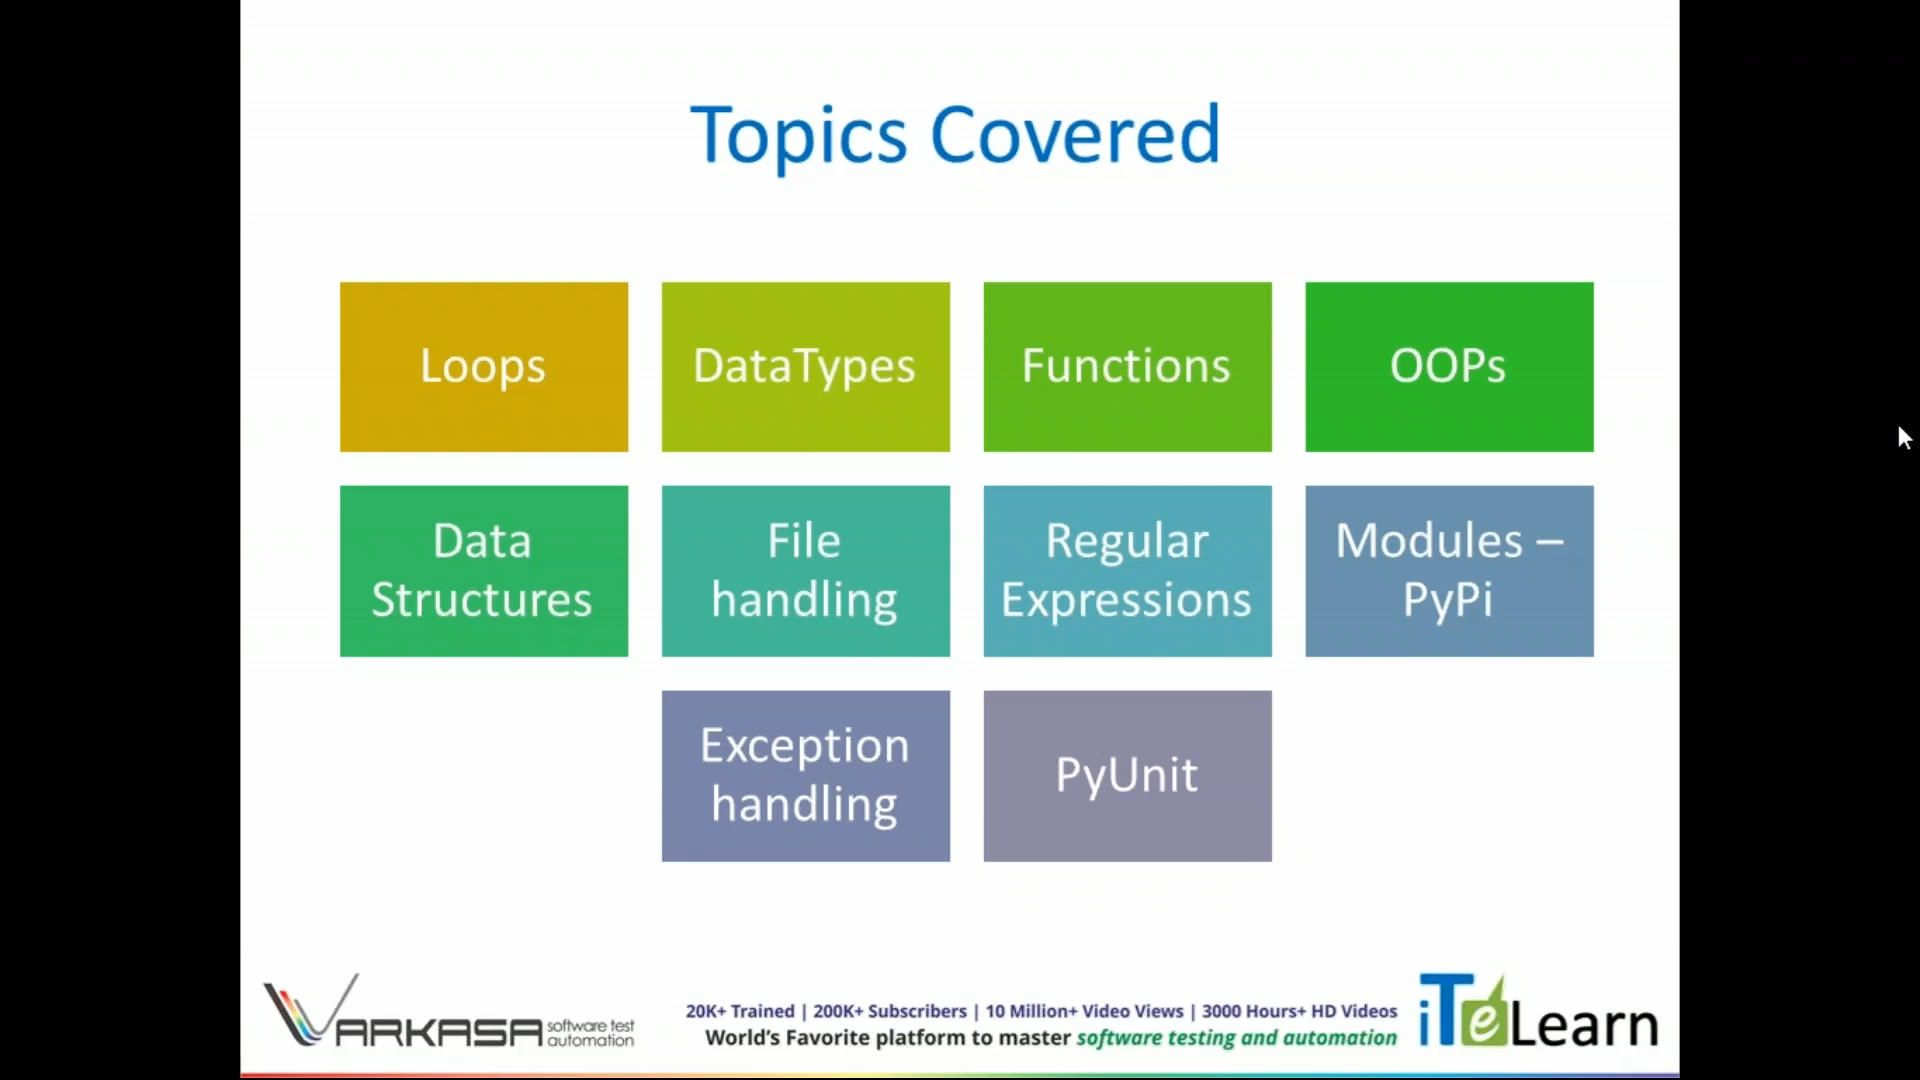 Topics Covered
Loops
DataTypes
Functions
OOPs
Data
Structures
File
handling
Regular
Expressions
Modules –
PyPi
Exception
handling
PyUnit
VARKASA software test
automation
20K+ Trained | 200K+ Subscribers | 10 Million+ Video Views | 3000 Hours+ HD Videos
World's Favorite platform to master software testing and automation
iTeLearn